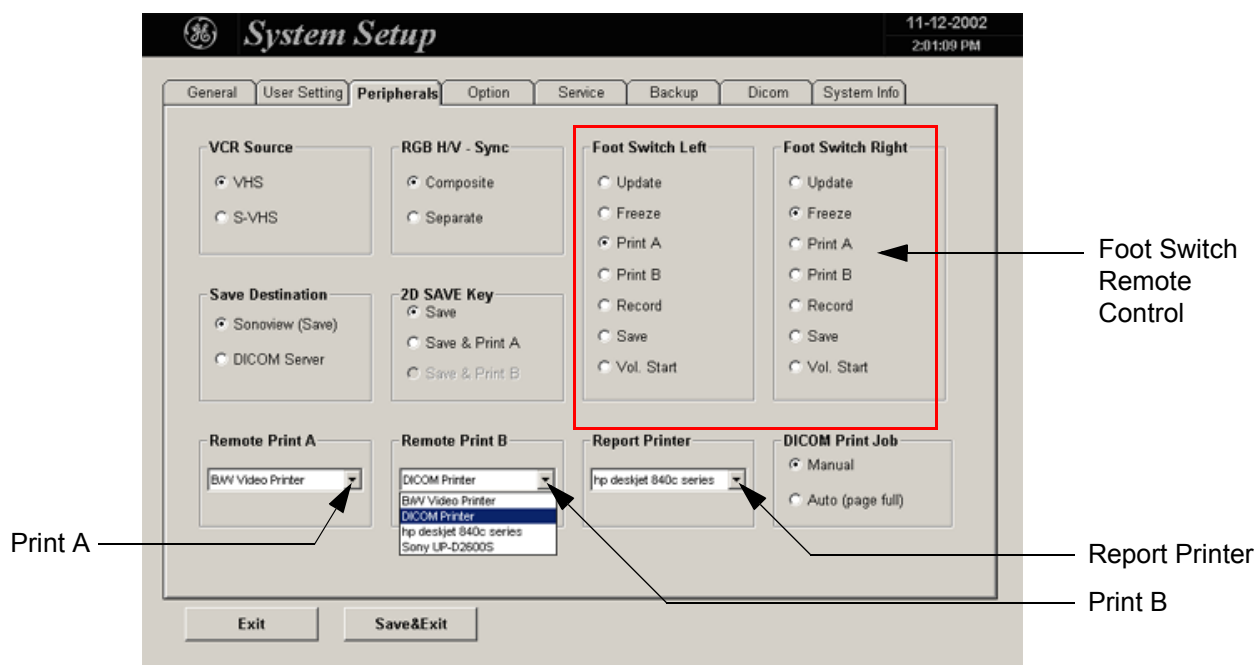 System Setup
11-12-2002
2:01:09 PM
General User Setting Peripherals Option Service Backup Dicom System Info
VCR Source
VHS
S-VHS
RGB H/V - Sync
Composite
Separate
Foot Switch Left
Update
Freeze
Print A
Print B
Record
Save
Vol. Start
Foot Switch Right
Update
Freeze
Print A
Print B
Record
Save
Vol. Start
Foot Switch
Remote
Control
Save Destination
Sonoview (Save)
DICOM Server
2D SAVE Key
Save
Save & Print A
Save & Print B
Remote Print A
B/W Video Printer
Remote Print B
DICOM Printer
B/W Video Printer
DICOM Printer
hp deskjet 840c series
Sony UP-D2600S
Report Printer
hp deskjet 840c series
DICOM Print Job
Manual
Auto (page full)
Print A
Report Printer
Print B
Exit
Save&Exit